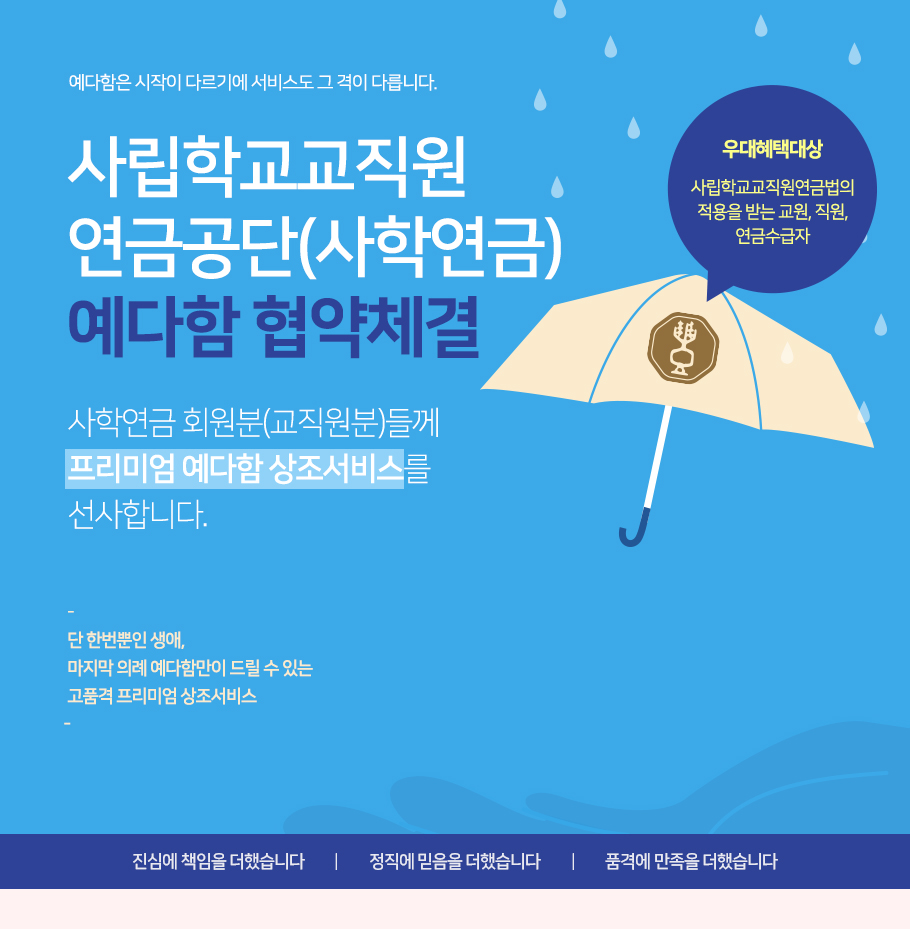 예다함은 시작이 다르기에 서비스도 그 격이 다릅니다.
사립학교교직원
연금공단(사학연금)
예다함 협약체결
우대혜택대상
사립학교교직원연금법의
적용을 받는 교원, 직원,
연금수급자
사학연금 회원분(교직원분)들께
프리미엄 예다함 상조서비스를
선사합니다.
-
단 한번뿐인 생애,
마지막 의례 예다함만이 드릴 수 있는
고품격 프리미엄 상조서비스
-
진심에 책임을 더했습니다 | 정직에 믿음을 더했습니다 | 품격에 만족을 더했습니다